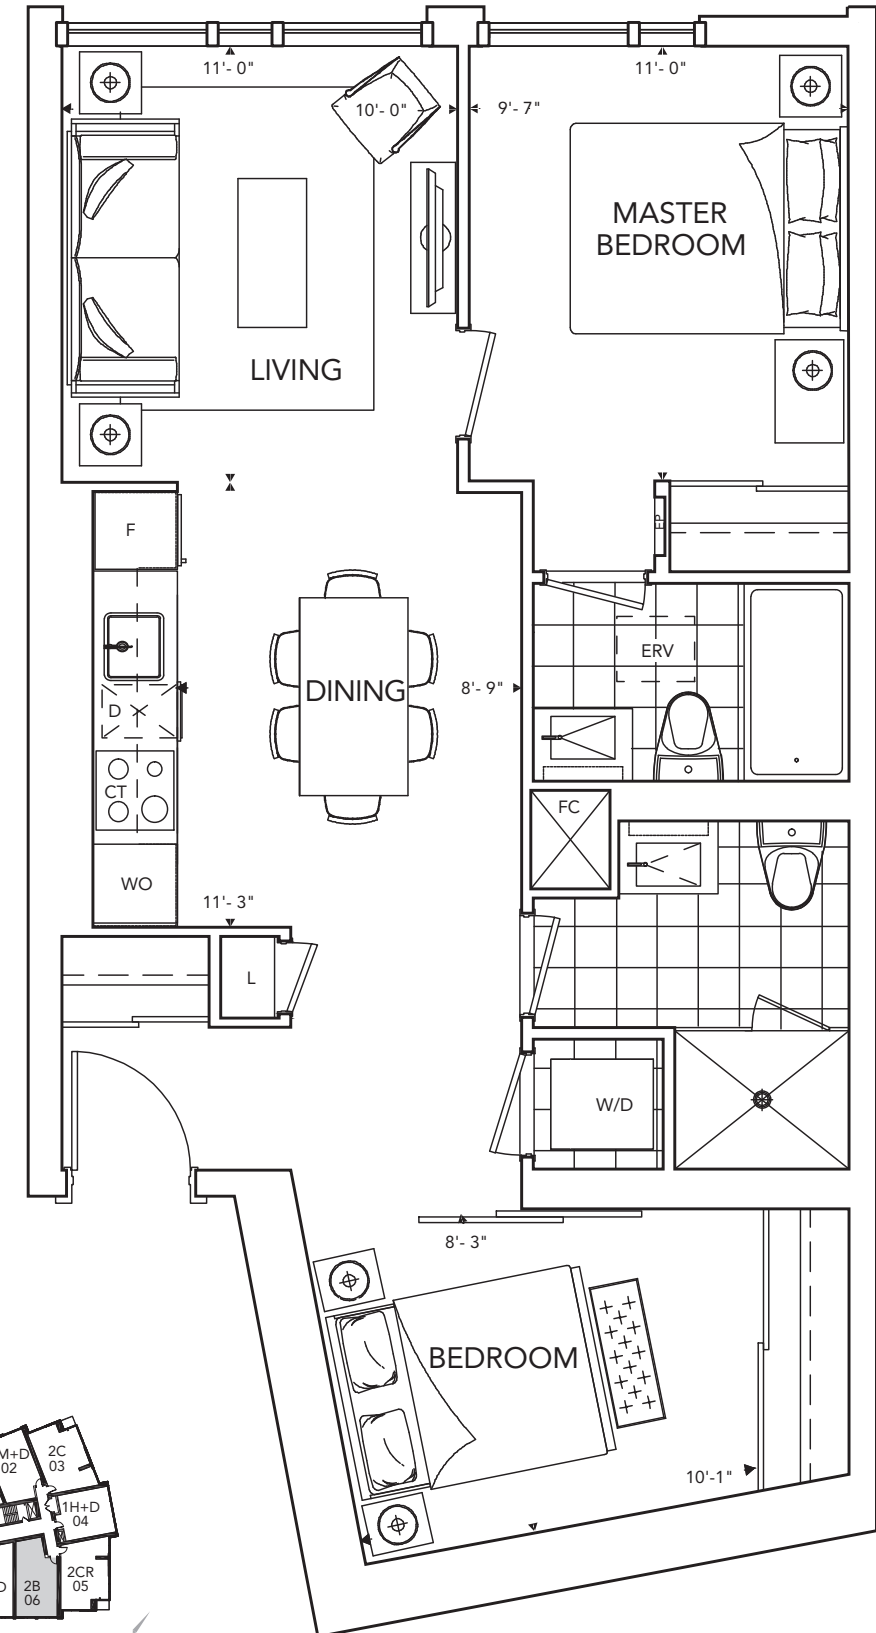 11'- 0"
11'- 0"
10'- 0"
9'- 7"
MASTER
BEDROOM
LIVING
F
EP
ERV
DINING
8'- 9"
D
CT
FC
WO
11'- 3"
L
W/D
8'- 3"
BEDROOM
10'-1"
M+D
02
2C
03
1H+D
04
D
2B
06
2CR
05